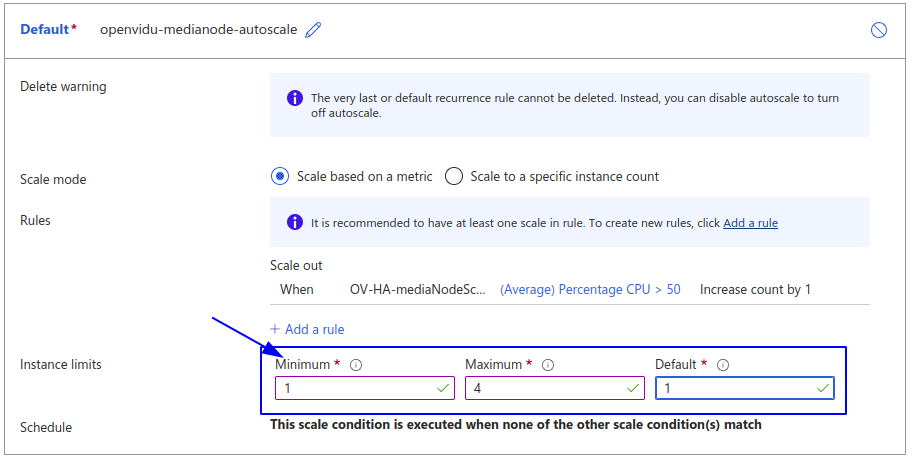 Default* openvidu-medianode-autoscale
Delete warning
The very last or default recurrence rule cannot be deleted. Instead, you can disable autoscale to turn
off autoscale.
Scale mode
Scale based on a metric Scale to a specific instance count
Rules
It is recommended to have at least one scale in rule. To create new rules, click Add a rule
Scale out
When OV-HA-mediaNodeSc... (Average) Percentage CPU > 50 Increase count by 1
+ Add a rule
Instance limits Minimum * Maximum * Default *
1 4 1
Schedule This scale condition is executed when none of the other scale condition(s) match